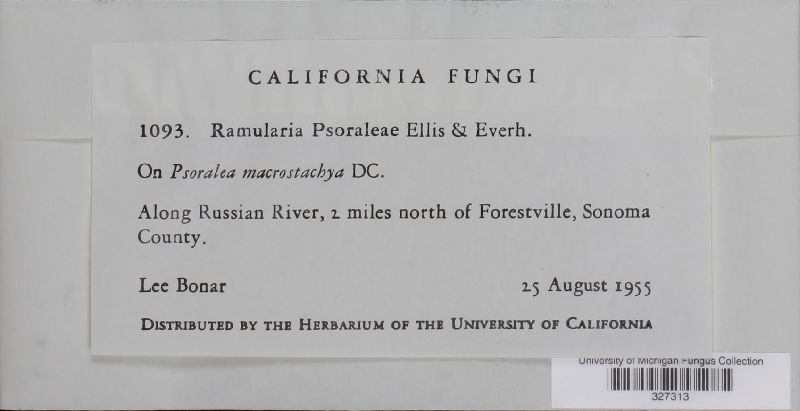 CALIFORNIA FUNGI
1093. Ramularia Psoraleae Ellis & Everh.
On Psoralea macrostachya DC.
Along Russian River, 2 miles north of Forestville, Sonoma
County.
Lee Bonar 25 August 1955
DISTRIBUTED BY THE HERBARIUM OF THE UNIVERSITY OF CALIFORNIA
University of Michigan Fungus Collection
327313